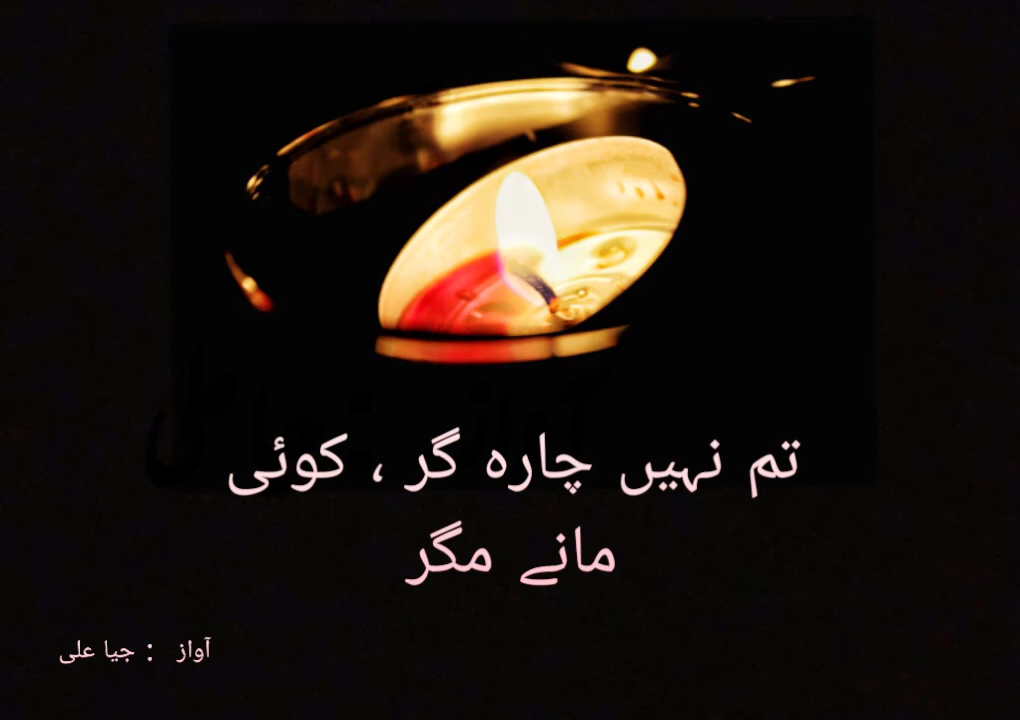 تم نہیں چارہ گر ، کوئی
مانے مگر
آواز : جیا علی